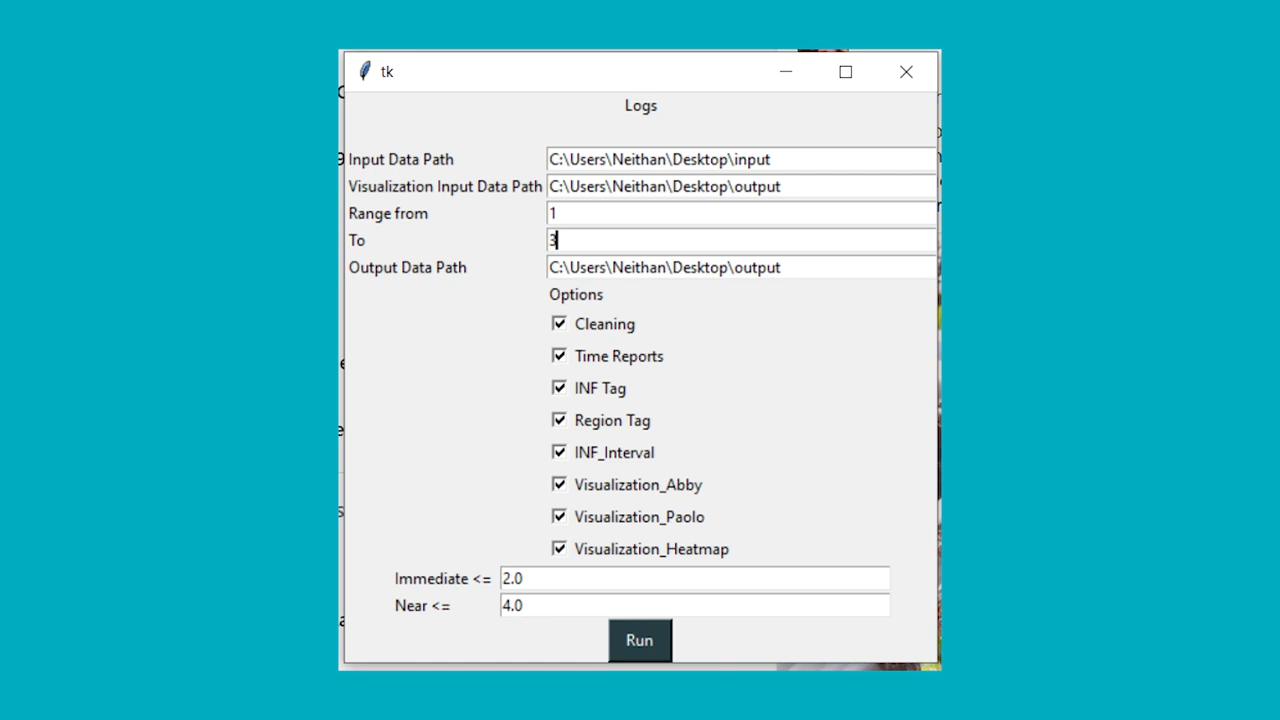 tk
Logs
Input Data Path C:\Users\Neithan\Desktop\input
Visualization Input Data Path C:\Users\Neithan\Desktop\output
Range from 1
To 3
Output Data Path C:\Users\Neithan\Desktop\output
Options
Cleaning
Time Reports
INF Tag
Region Tag
INF_Interval
Visualization_Abby
Visualization_Paolo
Visualization_Heatmap
Immediate <= 2.0
Near <= 4.0
Run